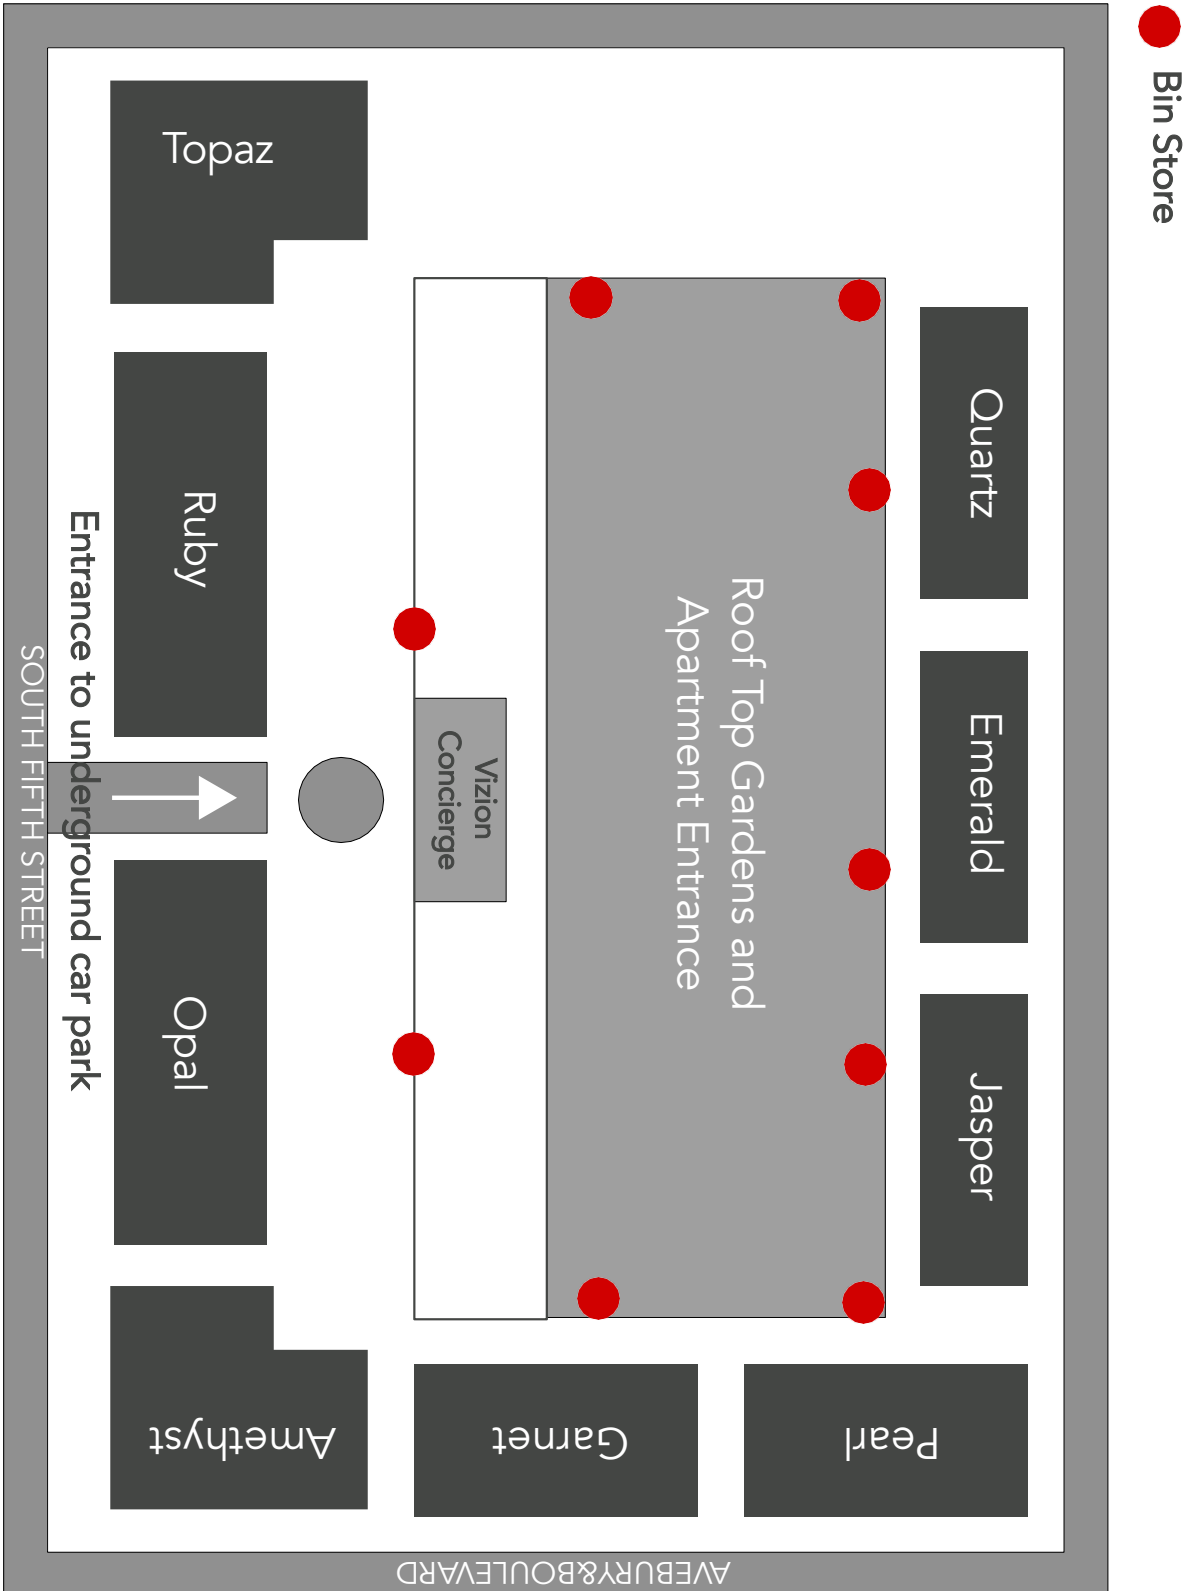 Bin Store
Topaz
Ruby
Quartz
Entrance to underground car park
SOUTH FIFTH STREET
Vizion
Concierge
Roof Top Gardens and
Apartment Entrance
Emerald
Opal
Jasper
Amethyst
Garnet
Pearl
AVEBURY&BOULEVARD